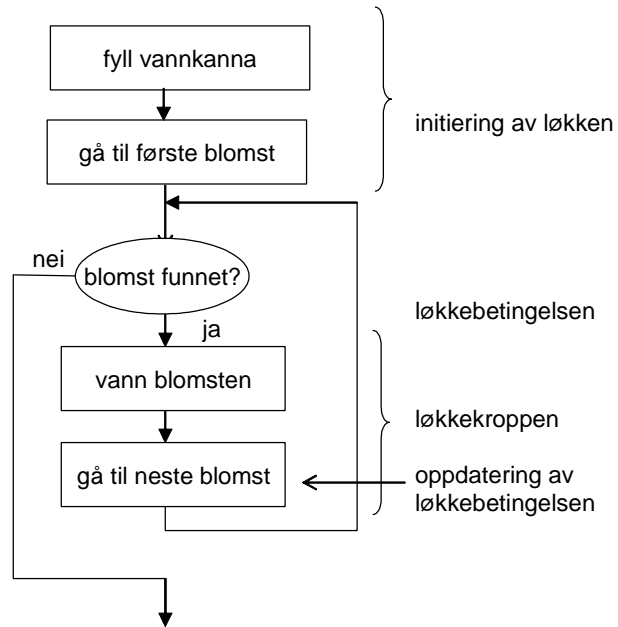 fyll vannkanna
initiering av løkken
gå til første blomst
nei
blomst funnet?
løkkebetingelsen
ja
vann blomsten
løkkekroppen
gå til neste blomst
oppdatering av
løkkebetingelsen